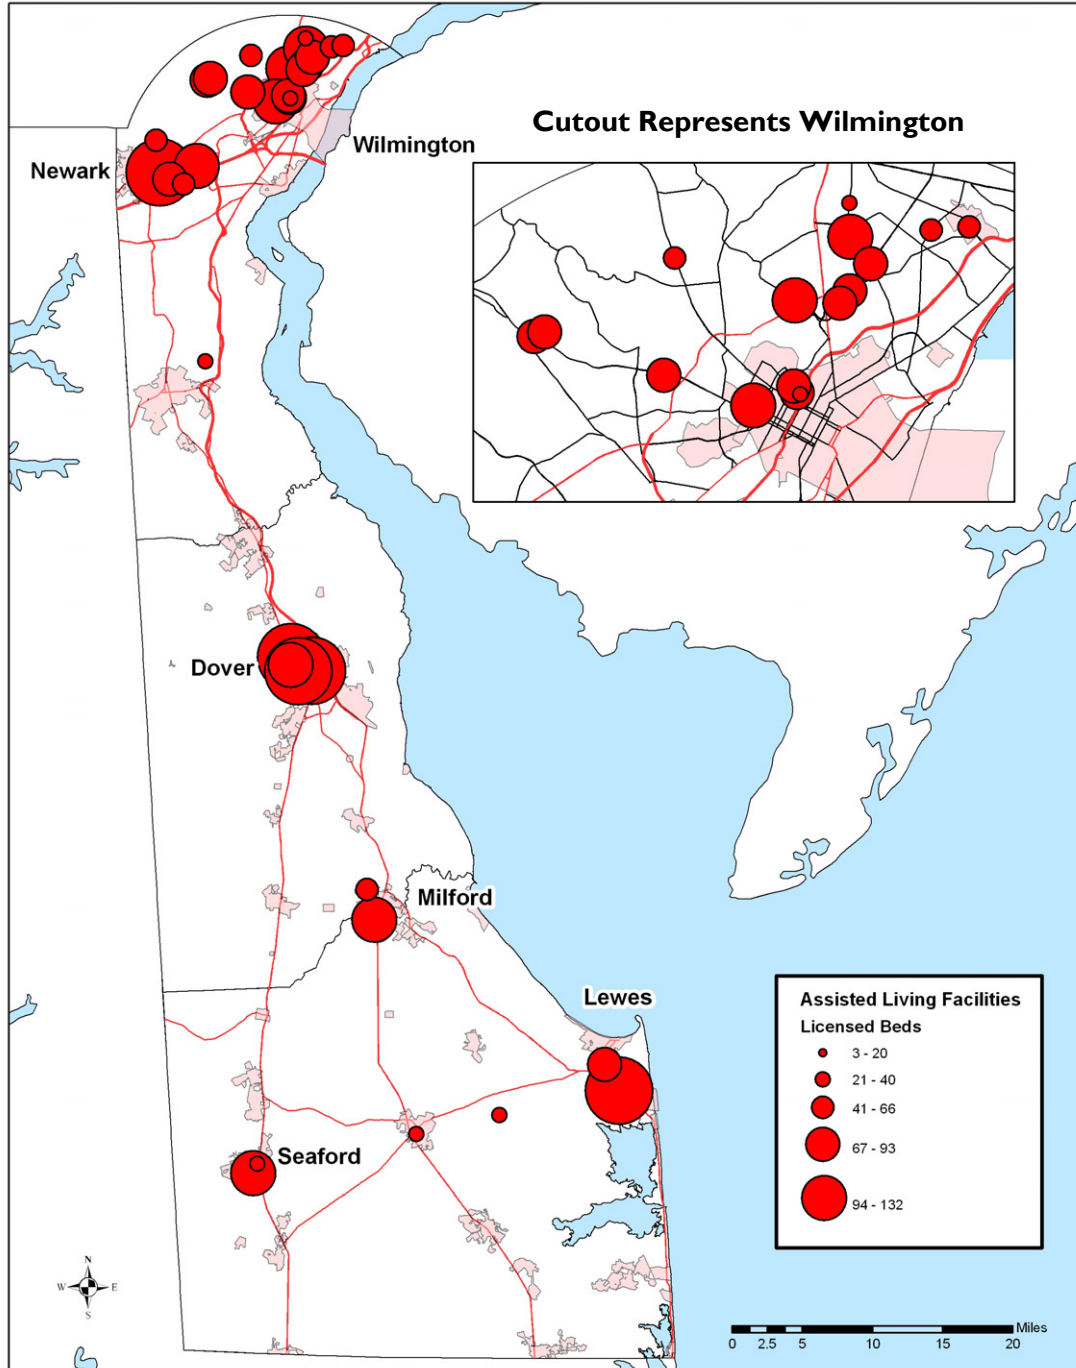 Cutout Represents Wilmington
Wilmington
Newark
Dover
Milford
Lewes
Seaford
Assisted Living Facilities
Licensed Beds
3 - 20
21 - 40
41 - 66
67 - 93
94 - 132
N
W E
S
Miles
0 2.5 5 10 15 20